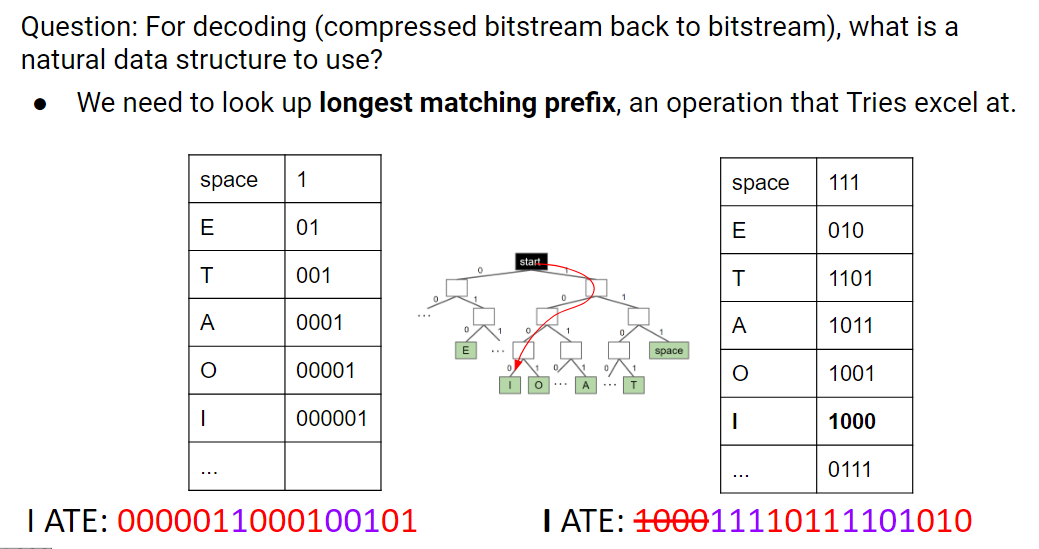 Question: For decoding (compressed bitstream back to bitstream), what is a
natural data structure to use?
● We need to look up longest matching prefix, an operation that Tries excel at.
space 1
E 01
T 001
A 0001
O 00001
I 000001
...
start
0 1
0 1 0 1
...
0 1 0 1 0 1
E ... space
0 1 0 1 0 1
I O ... A ... T
space 111
E 010
T 1101
A 1011
O 1001
I 1000
... 0111
I ATE: 0000011000100101
I ATE: 100011110111101010